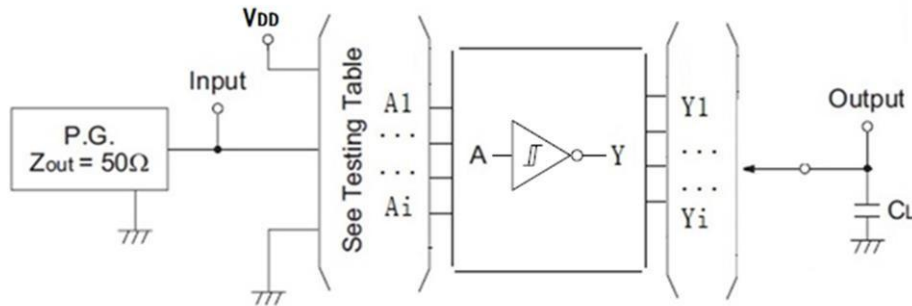 VDD
Input
P.G.
Zout = 50Ω
See Testing Table
A1
...
...
Ai
A
Y
Y1
...
...
Yi
Output
CL